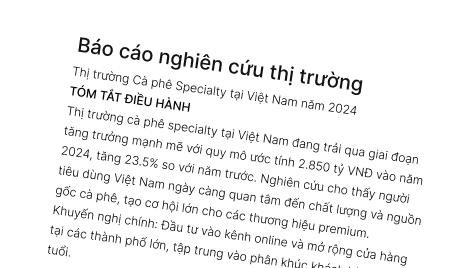 Báo cáo nghiên cứu thị trường
Thị trường Cà phê Specialty tại Việt Nam năm 2024
TÓM TẮT ĐIỀU HÀNH
Thị trường cà phê specialty tại Việt Nam đang trải qua giai đoạn
tăng trưởng mạnh mẽ với quy mô ước tính 2.850 tỷ VNĐ vào năm
2024, tăng 23.5% so với năm trước. Nghiên cứu cho thấy người
tiêu dùng Việt Nam ngày càng quan tâm đến chất lượng và nguồn
gốc cà phê, tạo cơ hội lớn cho các thương hiệu premium.
Khuyến nghị chính: Đầu tư vào kênh online và mở rộng cửa hàng
tại các thành phố lớn, tập trung vào phân khúc
tuổi.